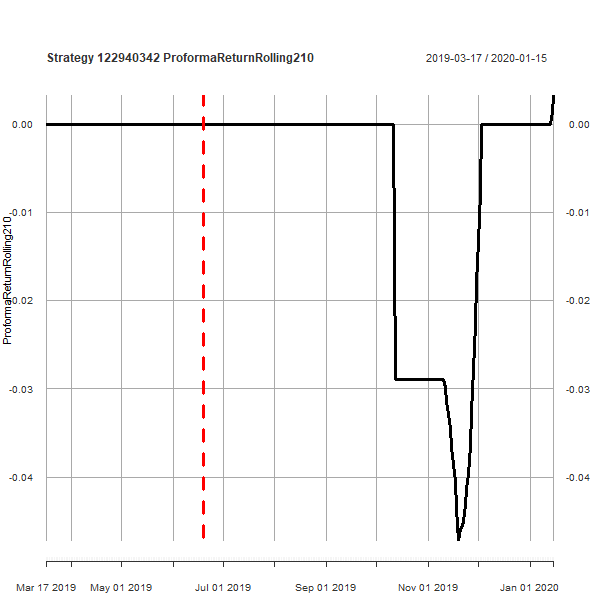 Strategy 122940342 ProformaReturnRolling210
2019-03-17 / 2020-01-15
ProformaReturnRolling210
0.00
-0.01
-0.02
-0.03
-0.04
0.00
-0.01
-0.02
-0.03
-0.04
Mar 17 2019 May 01 2019 Jul 01 2019 Sep 01 2019 Nov 01 2019 Jan 01 2020